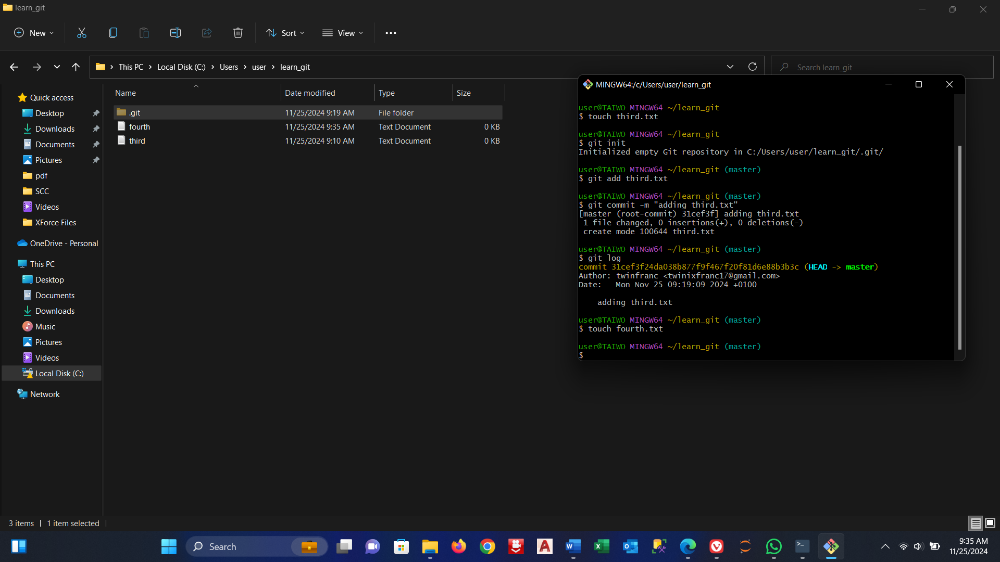 learn_git
New
Sort
View
This PC
Local Disk (C:)
Users
user
learn_git
Search learn_git
Quick access
Desktop
Downloads
Documents
Pictures
pdf
SCC
Videos
XForce Files
OneDrive - Personal
This PC
Desktop
Documents
Downloads
Music
Pictures
Videos
Local Disk (C:)
Network
Name Date modified Type Size
.git 11/25/2024 9:19 AM File folder
fourth 11/25/2024 9:35 AM Text Document 0 KB
third 11/25/2024 9:10 AM Text Document 0 KB
MINGW64:/c/Users/user/learn_git
user@TAIWO MINGW64 ~/learn_git
$ touch third.txt
user@TAIWO MINGW64 ~/learn_git
$ git init
Initialized empty Git repository in C:/Users/user/learn_git/.git/
user@TAIWO MINGW64 ~/learn_git (master)
$ git add third.txt
user@TAIWO MINGW64 ~/learn_git (master)
$ git commit -m "adding third.txt"
[master (root-commit) 31cef3f] adding third.txt
1 file changed, 0 insertions(+), 0 deletions(-)
create mode 100644 third.txt
user@TAIWO MINGW64 ~/learn_git (master)
$ git log
commit 31cef3f24da038b877f9f467f20f81d6e88b3b3c (HEAD -> master)
Author: twinfranc <twinixfranc17@gmail.com>
Date:   Mon Nov 25 09:19:09 2024 +0100
adding third.txt
user@TAIWO MINGW64 ~/learn_git (master)
$ touch fourth.txt
user@TAIWO MINGW64 ~/learn_git (master)
$
3 items
1 item selected
Search
9:35 AM
11/25/2024